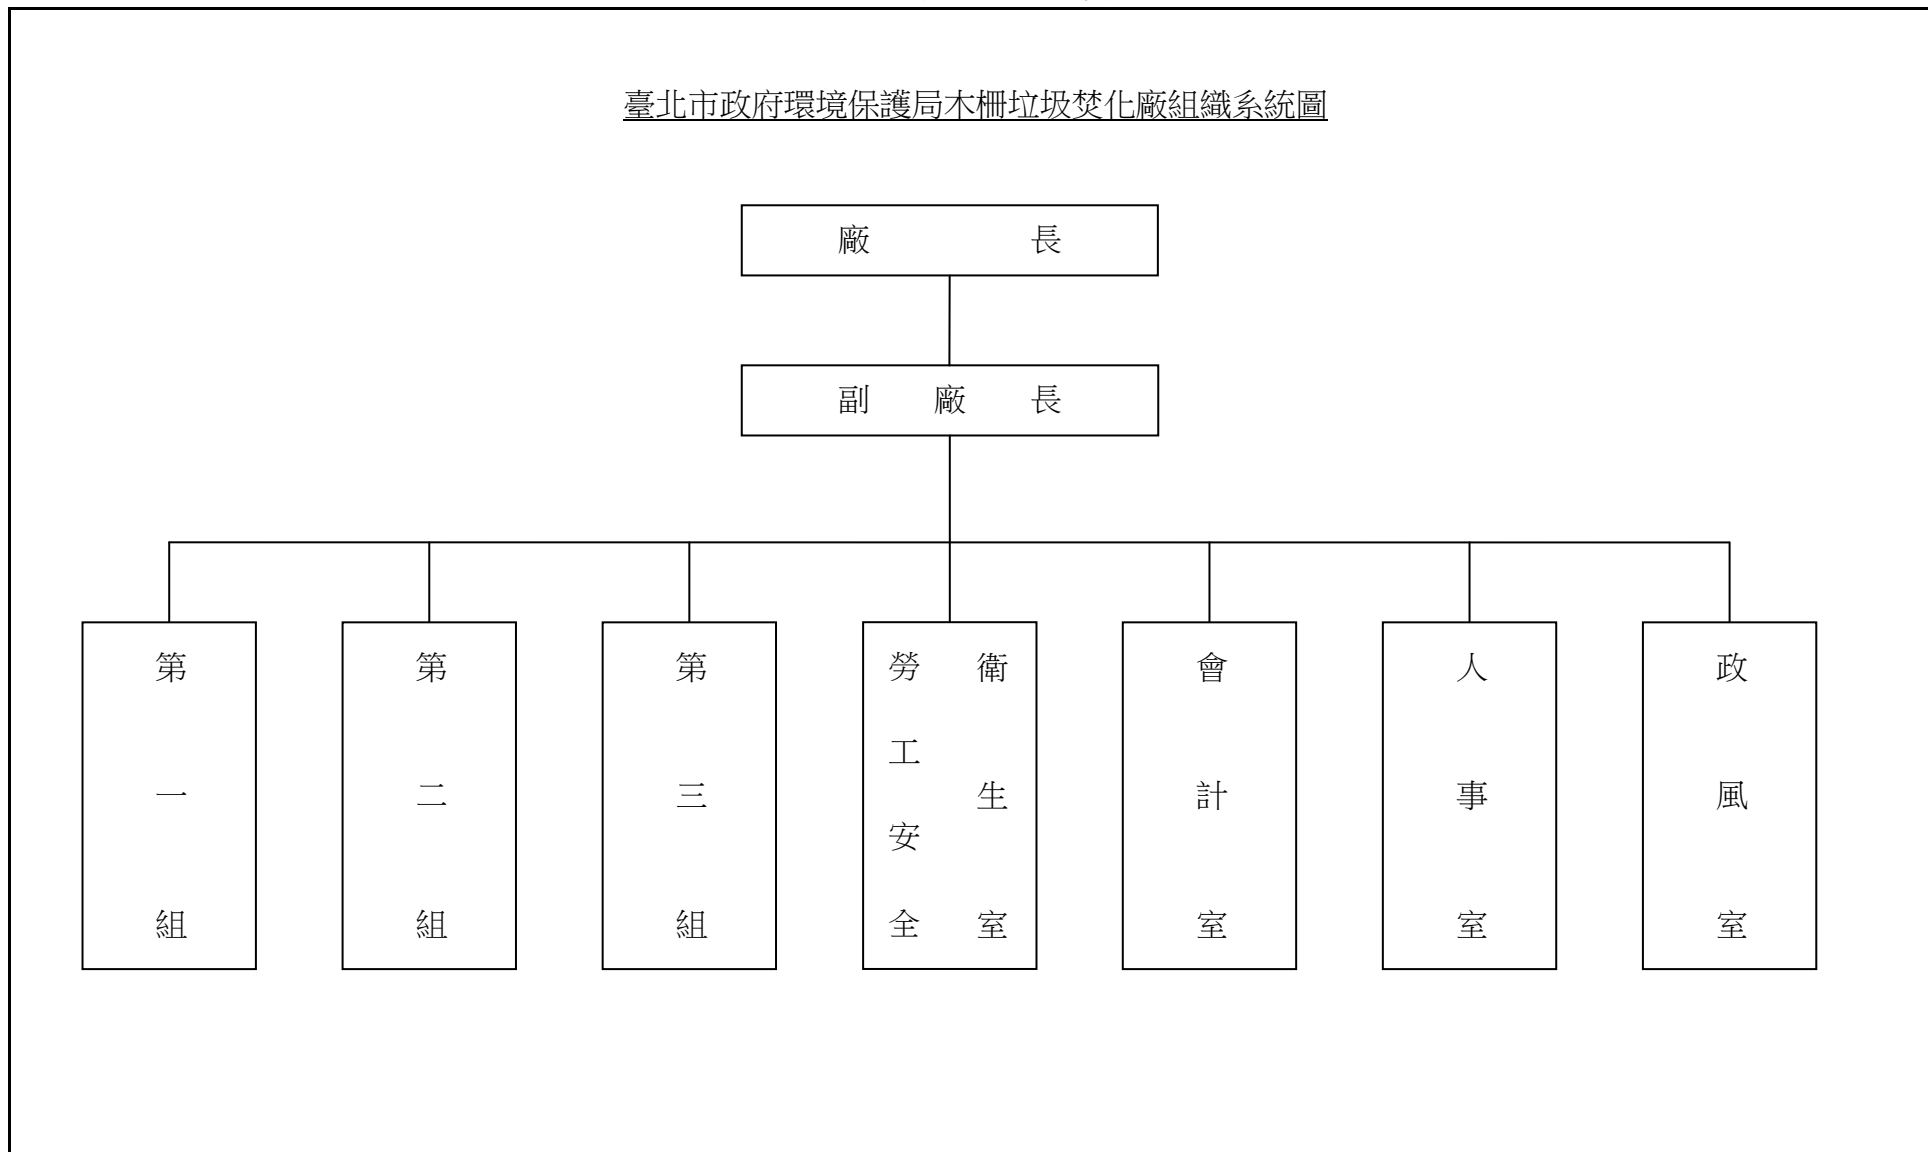 臺北市政府環境保護局木柵垃圾焚化廠組織系統圖
廠長
副廠長
第一組
第二組
第三組
勞工安全
衛生室
會計室
人事室
政風室